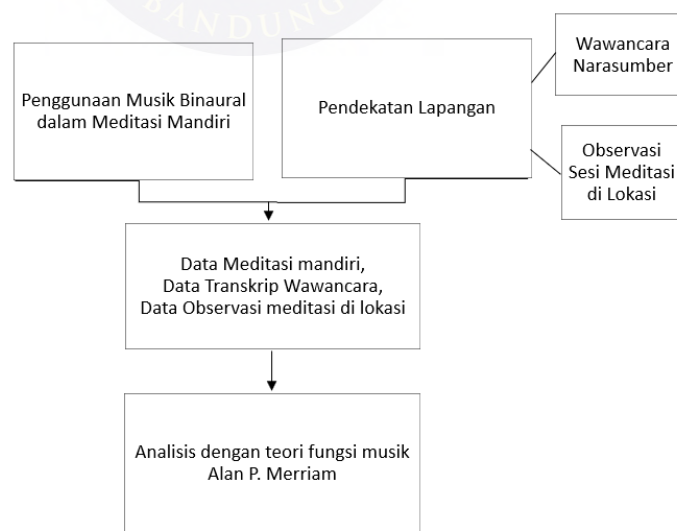 BANDUNG
Wawancara
Narasumber
Penggunaan Musik Binaural
dalam Meditasi Mandiri
Pendekatan Lapangan
Observasi
Sesi Meditasi
di Lokasi
Data Meditasi mandiri,
Data Transkrip Wawancara,
Data Observasi meditasi di lokasi
Analisis dengan teori fungsi musik
Alan P. Merriam